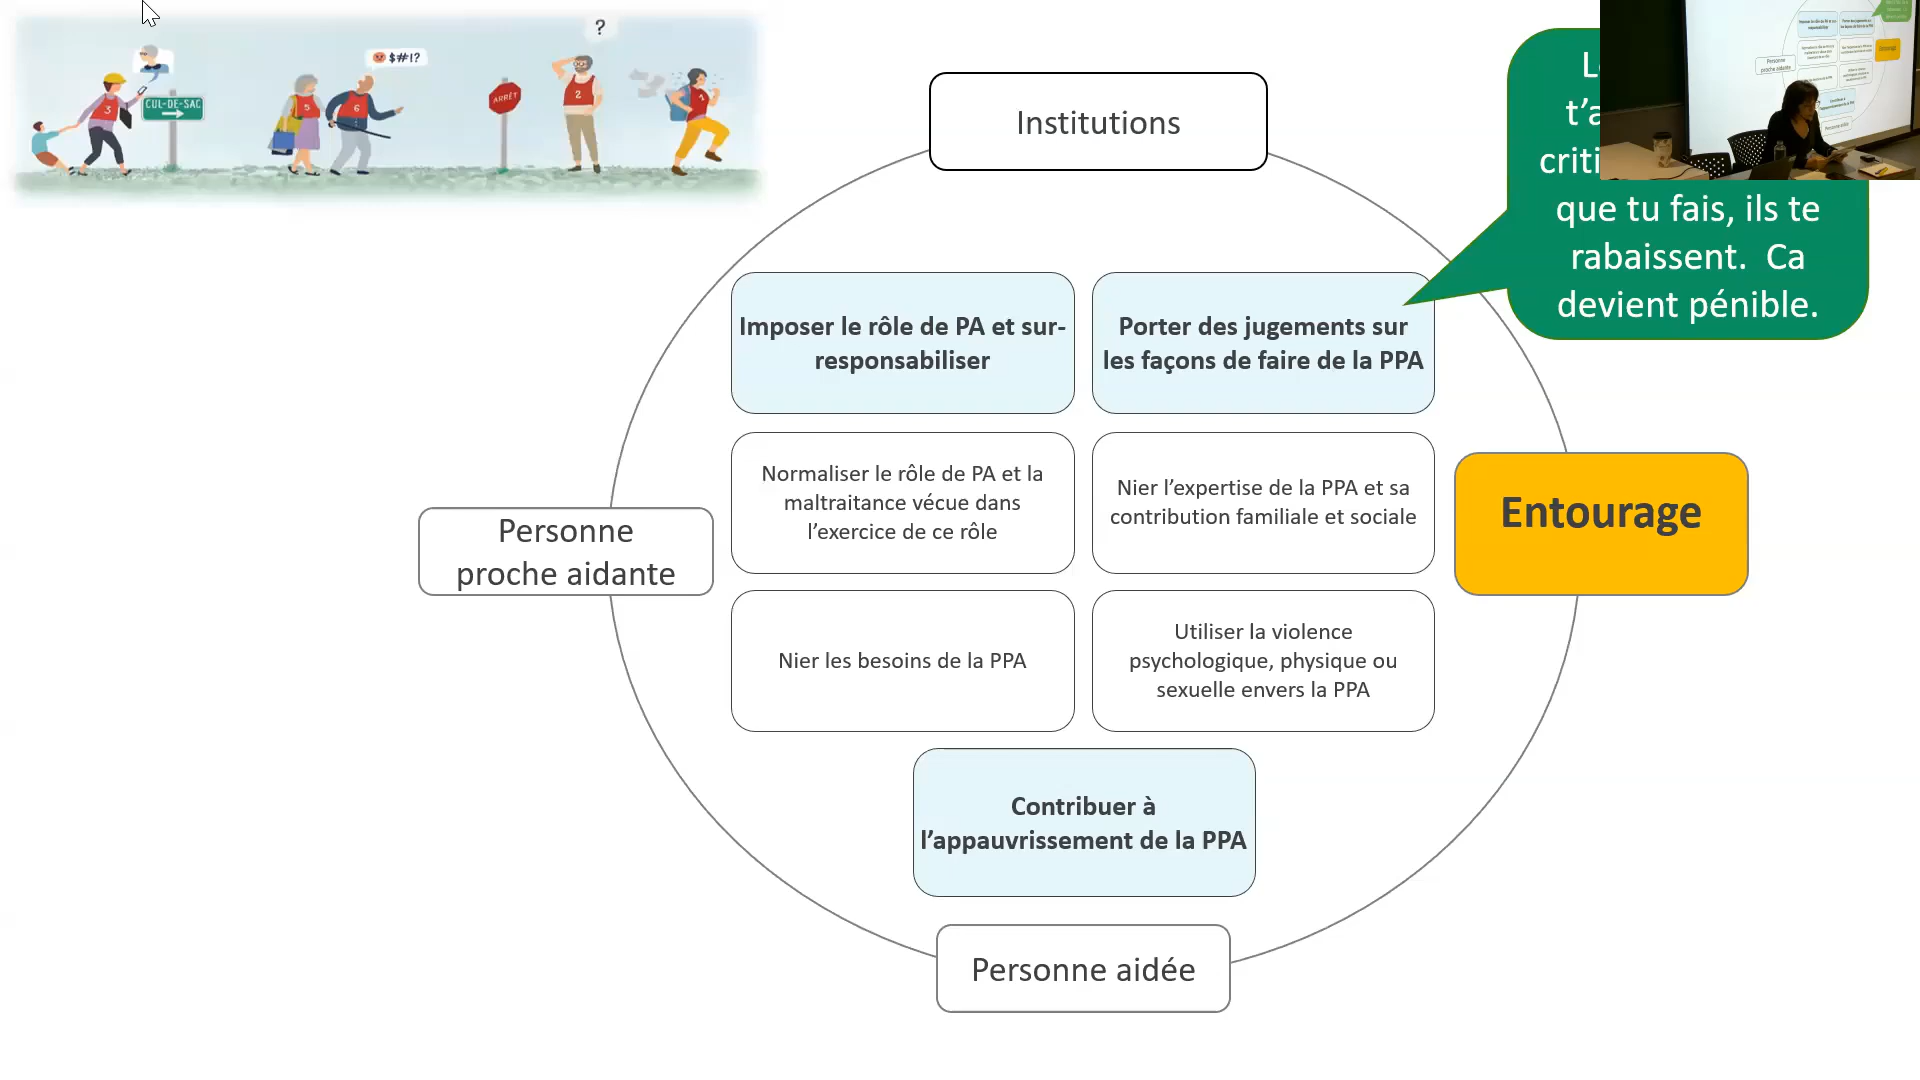 ?
$#!?
CUL-DE-SAC
ARRÊT
3
5
6
2
1
Institutions
que tu fais, ils te
rabaissent. Ca
devient pénible.
Imposer le rôle de PA et sur-
responsabiliser
Porter des jugements sur
les façons de faire de la PPA
Normaliser le rôle de PA et la
maltraitance vécue dans
l’exercice de ce rôle
Nier l’expertise de la PPA et sa
contribution familiale et sociale
Entourage
Personne
proche aidante
Nier les besoins de la PPA
Utiliser la violence
psychologique, physique ou
sexuelle envers la PPA
Contribuer à
l’appauvrissement de la PPA
Personne aidée